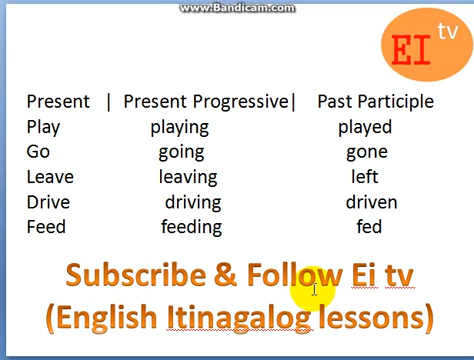 www.Bandicam.com
EI tv
Present | Present Progressive| Past Participle
Play playing played
Go going gone
Leave leaving left
Drive driving driven
Feed feeding fed
Subscribe & Follow Ei tv
(English Itinagalog lessons)